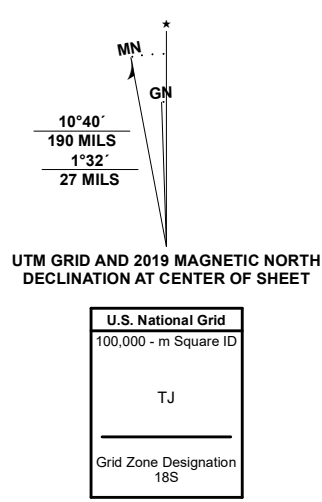 ★
MN
GN
10°40´
190 MILS
1°32´
27 MILS
UTM GRID AND 2019 MAGNETIC NORTH
DECLINATION AT CENTER OF SHEET
U.S. National Grid
100,000 - m Square ID
TJ
Grid Zone Designation
18S